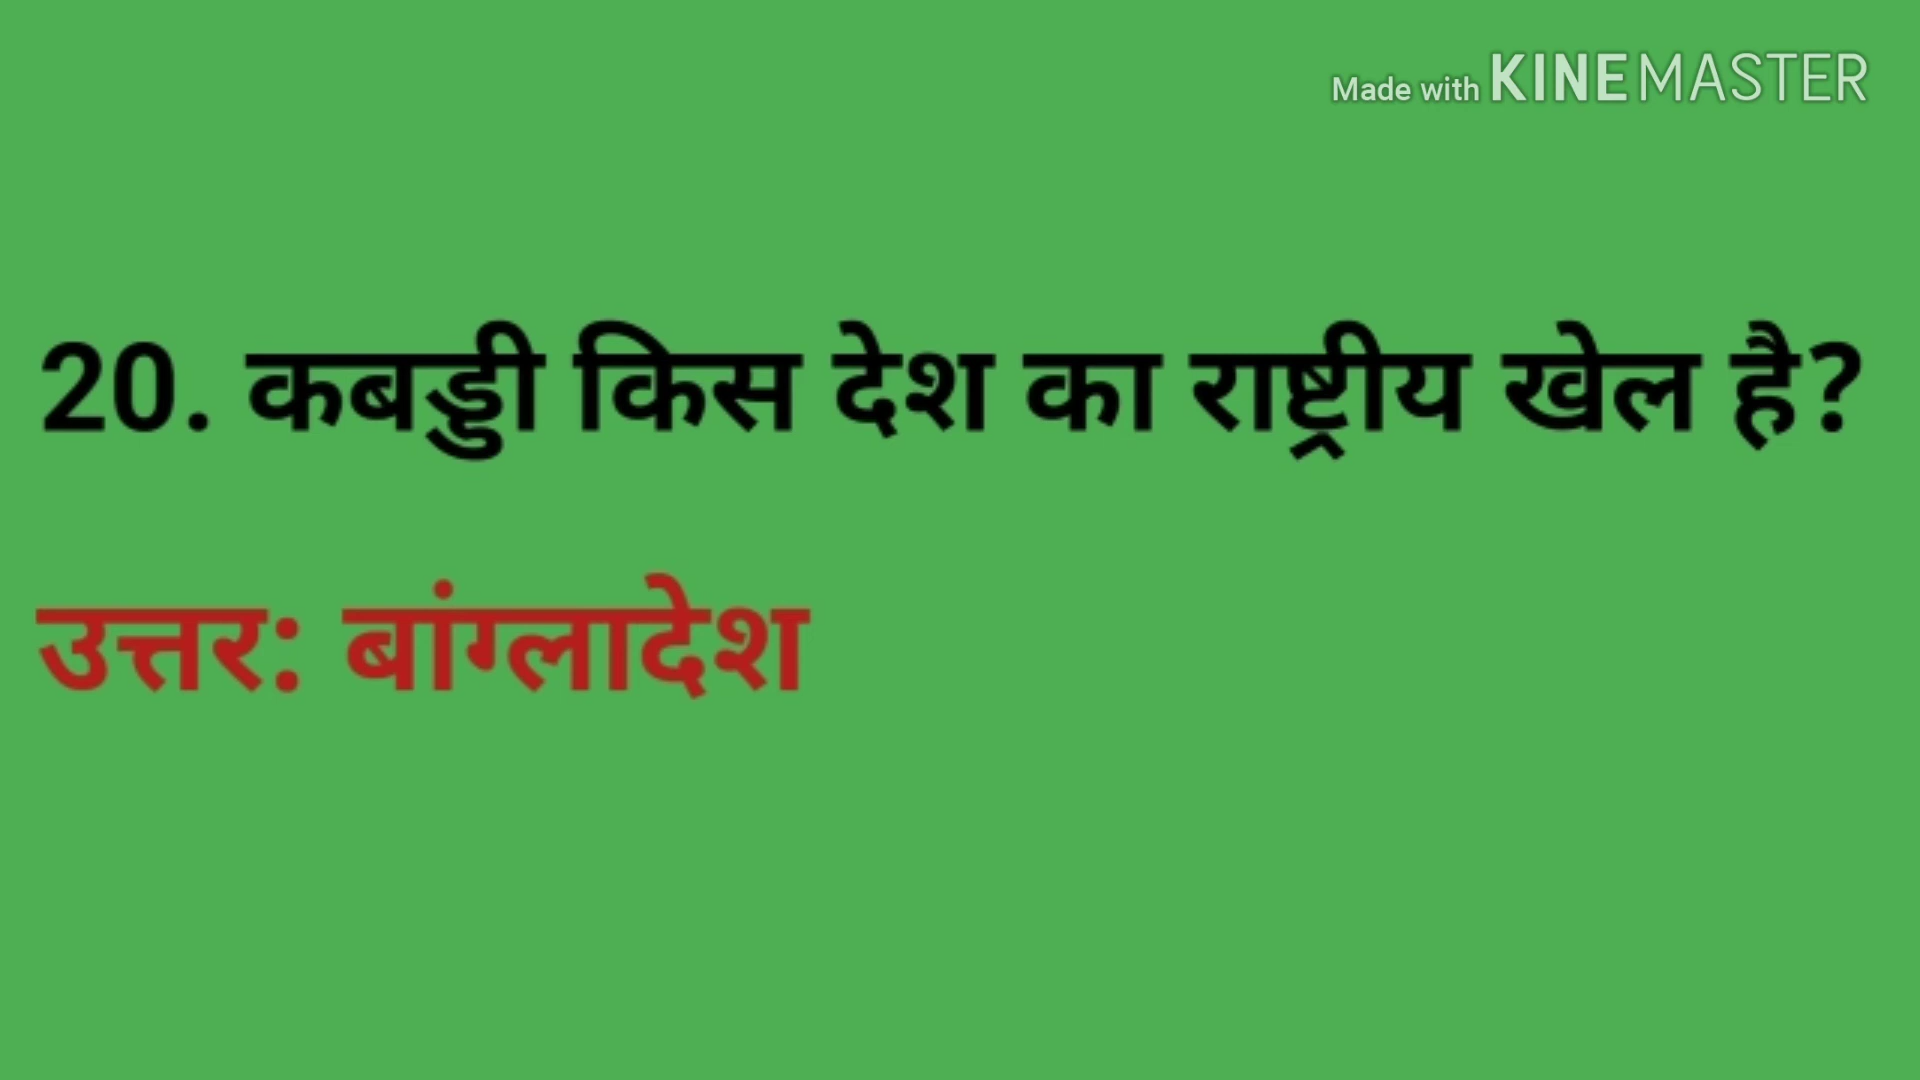 Made with KINEMASTER
20. कबड्डी किस देश का राष्ट्रीय खेल है?
उत्तर: बांग्लादेश